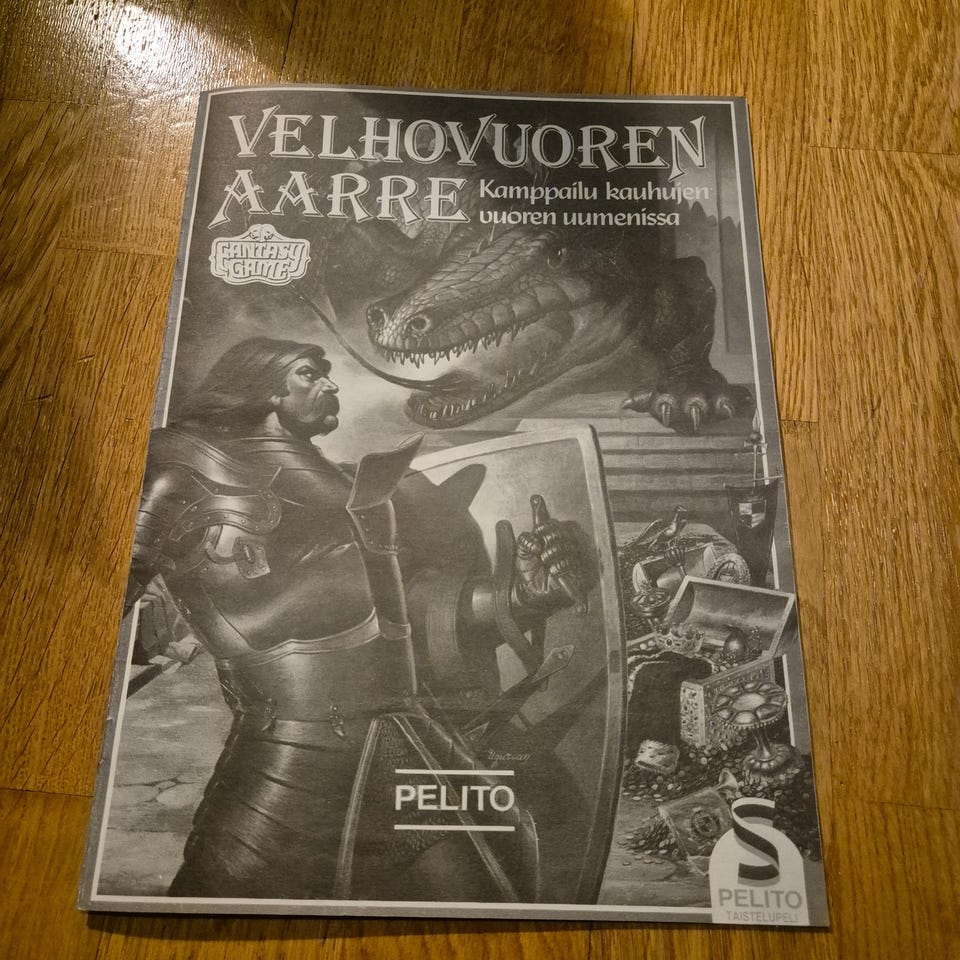 VELHOVUOREN
AARRE
Kamppailu kauhujen
vuoren uumenissa
FANTASY
GAME
PELITO
S
PELITO
TAISTELUPELI